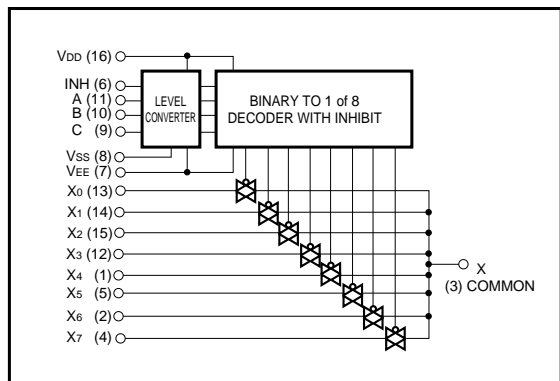 VDD (16)
INH (6)
A (11)
B (10)
C (9)
LEVEL
CONVERTER
BINARY TO 1 of 8
DECODER WITH INHIBIT
VSS (8)
VEE (7)
X0 (13)
X1 (14)
X2 (15)
X3 (12)
X4 (1)
X5 (5)
X6 (2)
X7 (4)
X
(3) COMMON